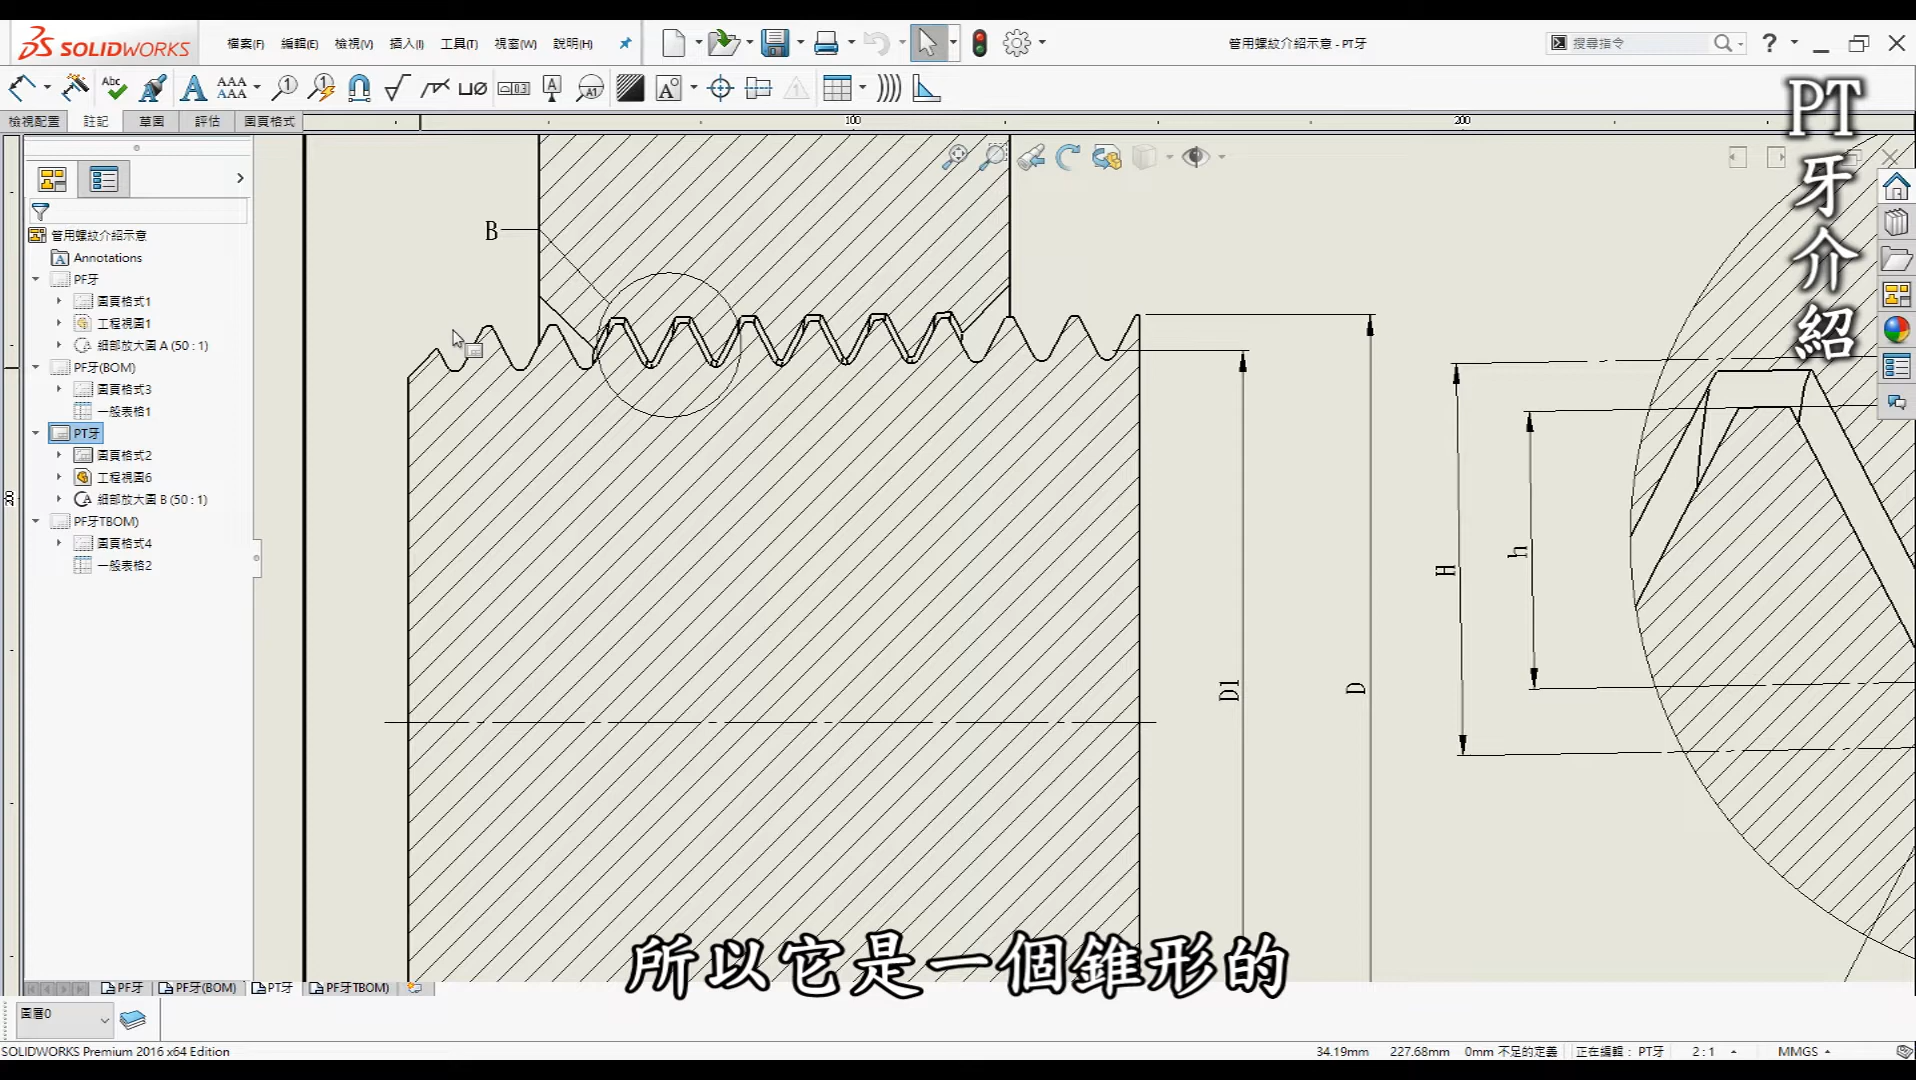 SOLIDWORKS
檔案(F) 編輯(E) 檢視(V) 插入(I) 工具(T) 視窗(W) 說明(H)
管用螺紋介紹示意 - PT牙
搜尋指令
檢視配置 註記 草圖 評估 圖頁格式
100
200
管用螺紋介紹示意
Annotations
PF牙
圖頁格式1
工程視圖1
細部放大圖 A (50 : 1)
PF牙(BOM)
圖頁格式3
一般表格1
PT牙
圖頁格式2
工程視圖6
細部放大圖 B (50 : 1)
PF牙TBOM)
圖頁格式4
一般表格2
200
B
D1
D
H
h
PT牙介紹
所以它是一個錐形的
PF牙 PF牙(BOM) PT牙 PF牙TBOM)
圖層0
SOLIDWORKS Premium 2016 x64 Edition
34.19mm 227.68mm 0mm 不足的定義 正在編輯： PT牙 2 : 1 MMGS